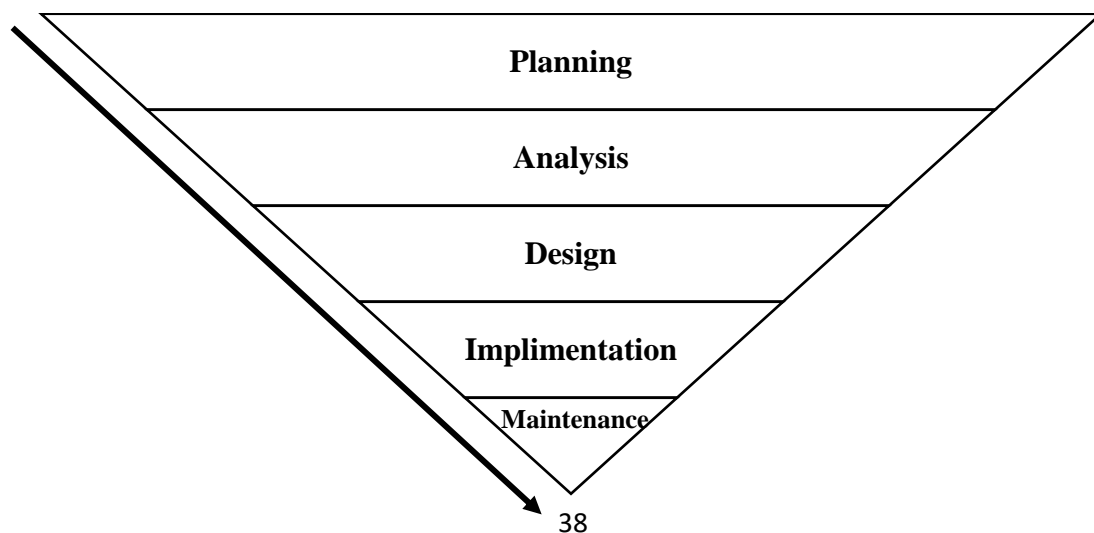 Planning
Analysis
Design
Implimentation
Maintenance
38